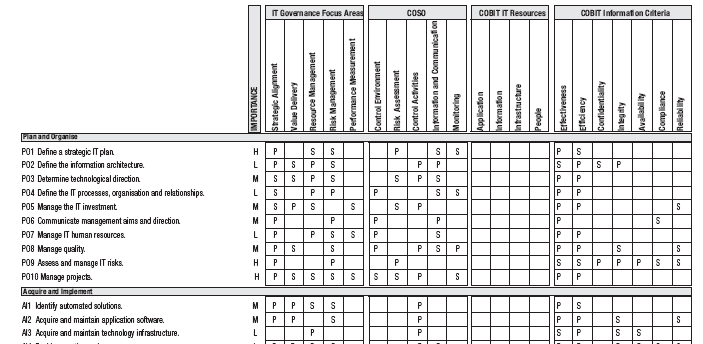 IT Governance Focus Areas COSO COBIT IT Resources COBIT Information Criteria
IMPORTANCE Strategic Alignment Value Delivery Resource Management Risk Management Performance Measurement Control Environment Risk Assessment Control Activities Information and Communication Monitoring Application Information Infrastructure People Effectiveness Efficiency Confidentiality Integrity Availability Compliance Reliability
Plan and Organise
PO1 Define a strategic IT plan. H P S S P S S P S
PO2 Define the information architecture. L P S P S P P S P S P
PO3 Determine technological direction. M S S P S S P S P P
PO4 Define the IT processes, organisation and relationships. L S P P P S S P P
PO5 Manage the IT investment. M S P S S S P P P S
PO6 Communicate management aims and direction. M P P P S P S
PO7 Manage IT human resources. L P P S S P S P P
PO8 Manage quality. M P S S P P S P P P S S
PO9 Assess and manage IT risks. H P P P S S P P P S S
PO10 Manage projects. H P S S S S S S P S P P
Acquire and Implement
AI1 Identify automated solutions. M P P S S P P S
AI2 Acquire and maintain application software. M P P S P P P S S
AI3 Acquire and maintain technology infrastructure. L P P S P S S